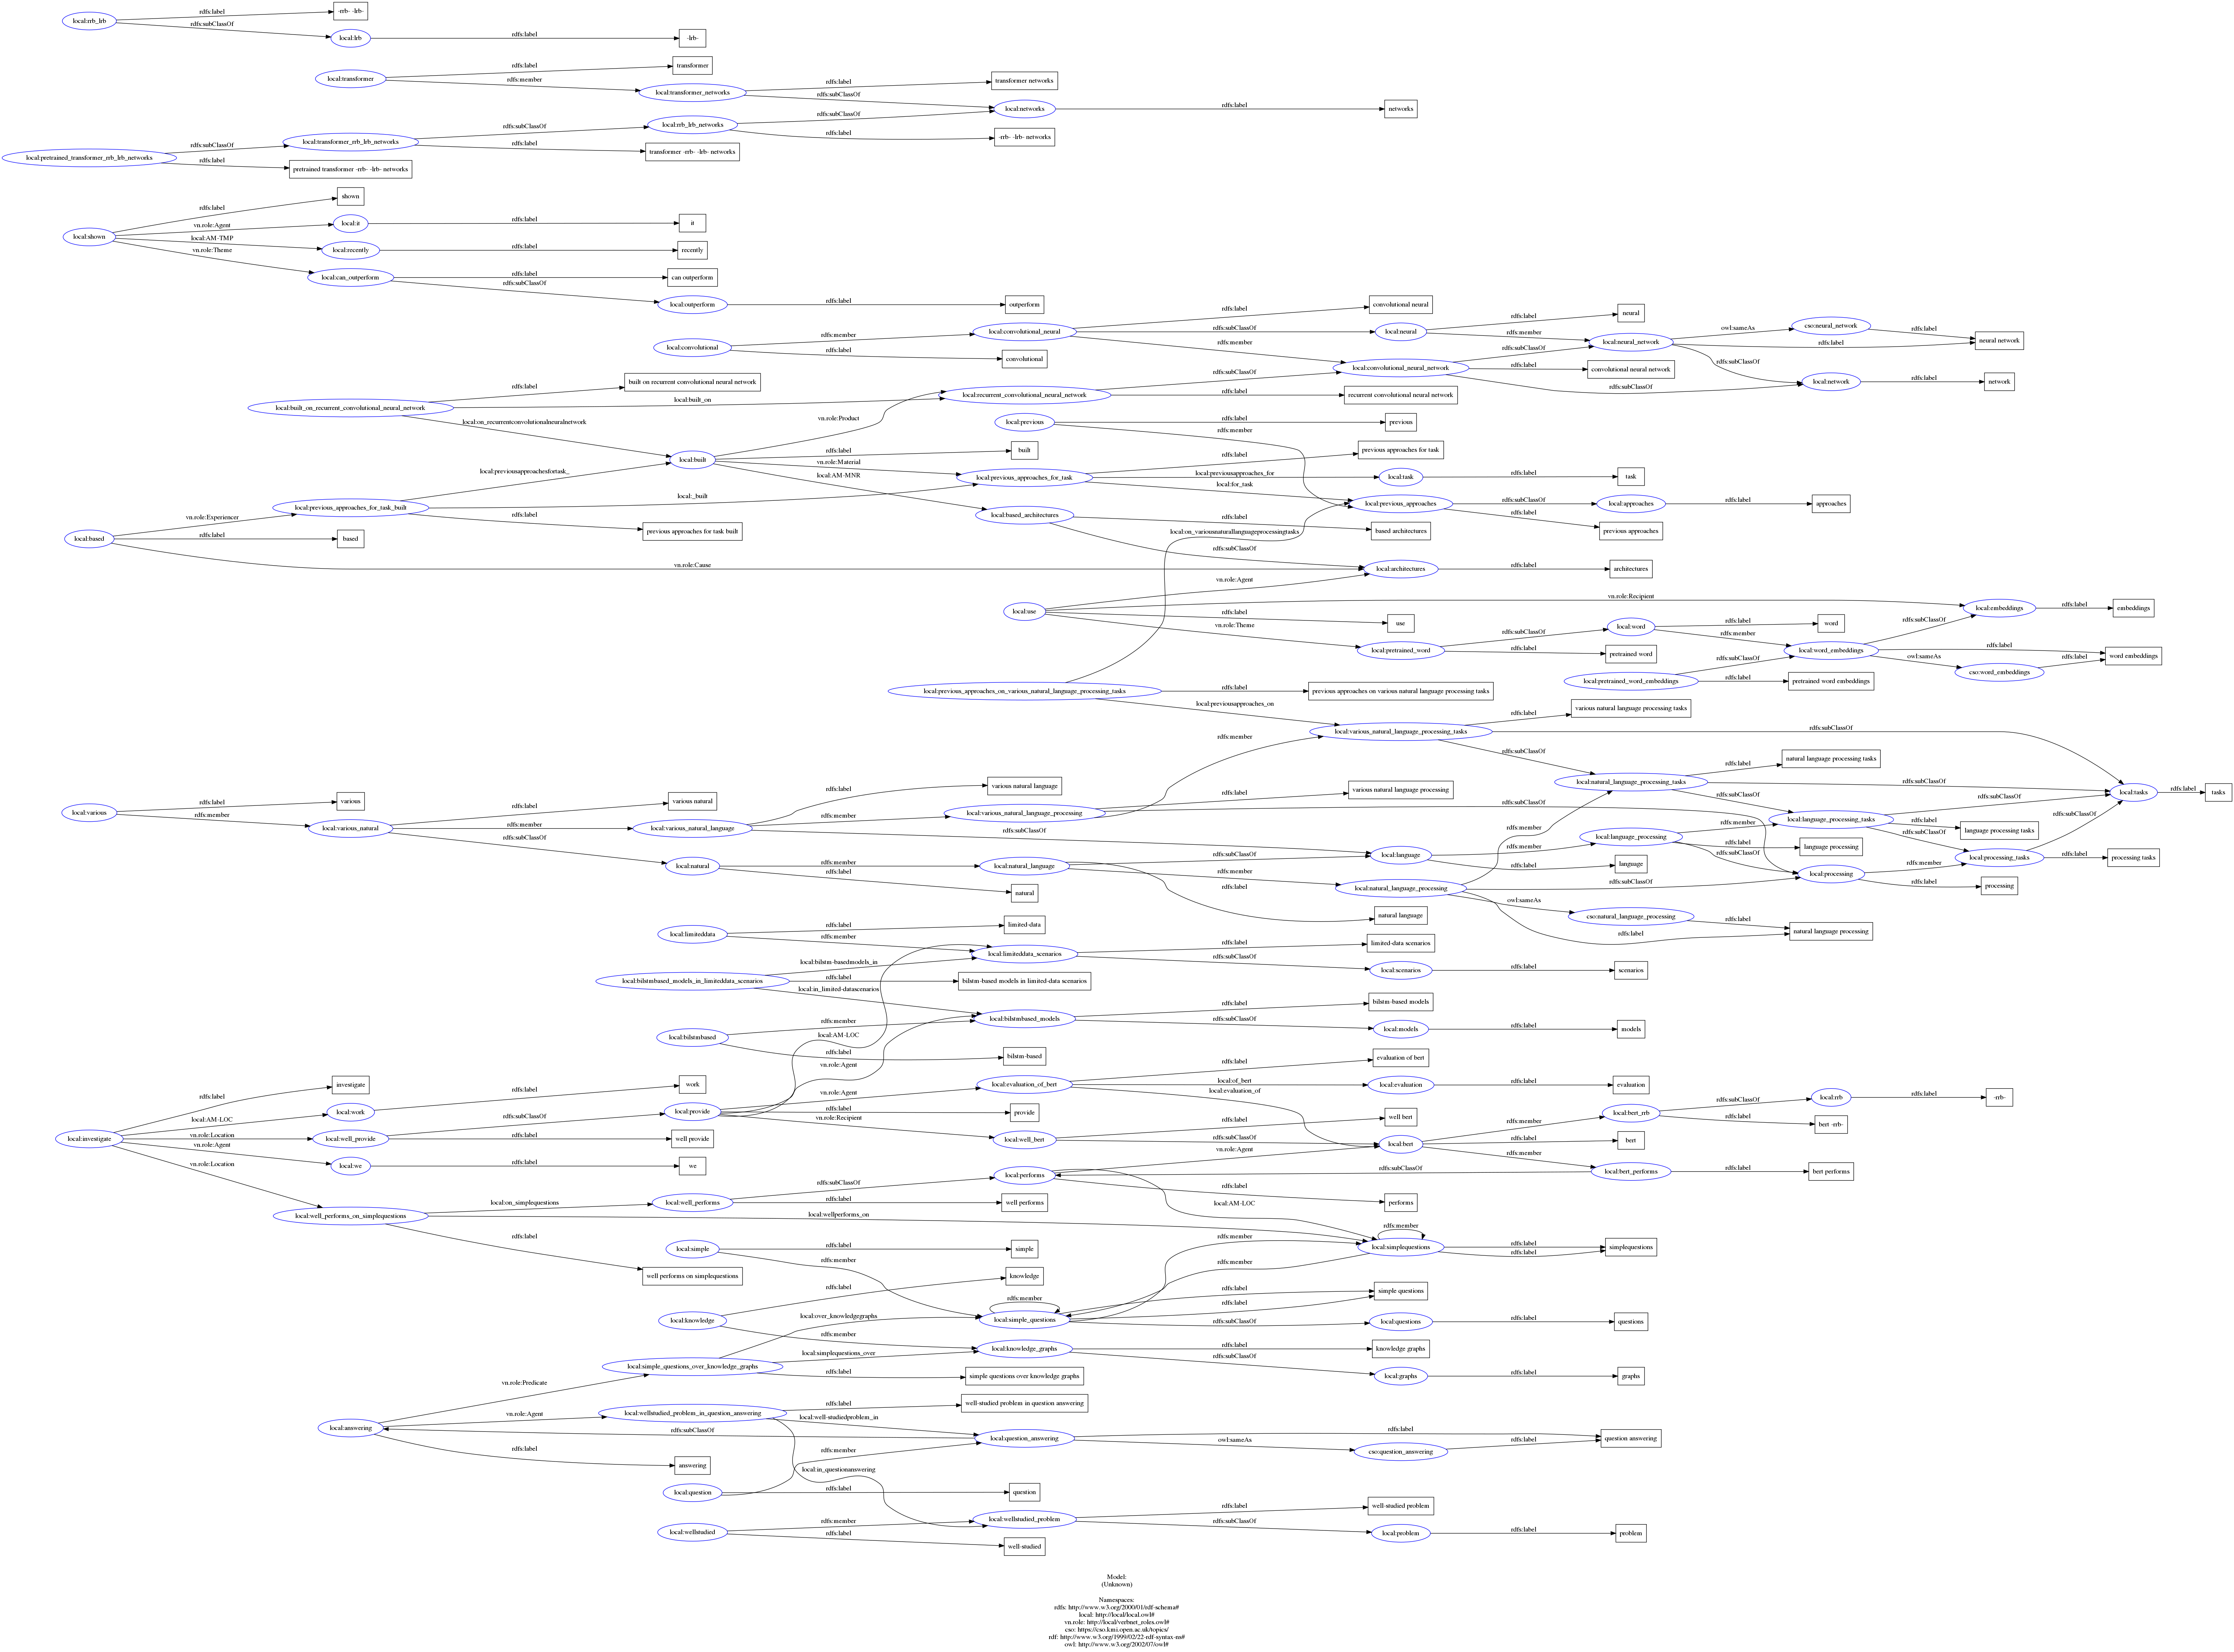 rdfs:label
-rrb- -lrb-
local:rrb_lrb
rdfs:subClassOf
local:lrb
rdfs:label
-lrb-
local:transformer
rdfs:label
transformer
rdfs:member
local:transformer_networks
rdfs:label
transformer networks
rdfs:subClassOf
local:networks
rdfs:label
networks
local:pretrained_transformer_rrb_lrb_networks
rdfs:subClassOf
local:transformer_rrb_lrb_networks
rdfs:subClassOf
local:rrb_lrb_networks
rdfs:subClassOf
rdfs:label
-rrb- -lrb- networks
rdfs:label
transformer -rrb- -lrb- networks
rdfs:label
pretrained transformer -rrb- -lrb- networks
local:shown
rdfs:label
shown
vn.role:Agent
local:it
rdfs:label
it
local:AM-TMP
local:recently
rdfs:label
recently
vn.role:Theme
local:can_outperform
rdfs:label
can outperform
rdfs:subClassOf
local:outperform
rdfs:label
outperform
local:convolutional
rdfs:member
local:convolutional_neural
rdfs:label
convolutional neural
rdfs:label
convolutional
rdfs:subClassOf
local:neural
rdfs:label
neural
rdfs:member
local:neural_network
owl:sameAs
cso:neural_network
rdfs:label
rdfs:label
neural network
rdfs:member
local:convolutional_neural_network
rdfs:subClassOf
rdfs:label
convolutional neural network
rdfs:subClassOf
rdfs:subClassOf
local:network
rdfs:label
network
local:built_on_recurrent_convolutional_neural_network
rdfs:label
built on recurrent convolutional neural network
local:built_on
local:recurrent_convolutional_neural_network
rdfs:subClassOf
rdfs:label
recurrent convolutional neural network
local:on_recurrentconvolutionalneuralnetwork
vn.role:Product
local:previous
rdfs:label
previous
rdfs:member
local:built
rdfs:label
built
vn.role:Material
local:AM-MNR
local:previous_approaches_for_task
rdfs:label
previous approaches for task
local:previousapproaches_for
local:task
rdfs:label
task
local:for_task
local:previous_approaches
rdfs:subClassOf
local:approaches
rdfs:label
approaches
rdfs:label
previous approaches
local:previousapproachesfortask_
local:_built
local:based
vn.role:Experiencer
local:previous_approaches_for_task_built
rdfs:label
previous approaches for task built
rdfs:label
based
vn.role:Cause
local:based_architectures
rdfs:label
based architectures
local:on_variousnaturallanguageprocessingtasks
rdfs:subClassOf
local:architectures
rdfs:label
architectures
local:use
vn.role:Agent
vn.role:Recipient
local:embeddings
rdfs:label
embeddings
rdfs:label
use
vn.role:Theme
local:pretrained_word
rdfs:subClassOf
local:word
rdfs:label
word
rdfs:member
rdfs:label
pretrained word
local:word_embeddings
rdfs:subClassOf
rdfs:label
word embeddings
owl:sameAs
cso:word_embeddings
rdfs:label
local:pretrained_word_embeddings
rdfs:subClassOf
rdfs:label
pretrained word embeddings
local:previous_approaches_on_various_natural_language_processing_tasks
rdfs:label
previous approaches on various natural language processing tasks
local:previousapproaches_on
local:various_natural_language_processing_tasks
rdfs:label
various natural language processing tasks
rdfs:subClassOf
rdfs:subClassOf
rdfs:member
local:natural_language_processing_tasks
rdfs:label
natural language processing tasks
rdfs:subClassOf
rdfs:subClassOf
local:tasks
rdfs:label
tasks
local:various
rdfs:label
various
rdfs:member
local:various_natural
rdfs:label
various natural
rdfs:member
local:various_natural_language
rdfs:label
various natural language
rdfs:member
local:various_natural_language_processing
rdfs:label
various natural language processing
rdfs:subClassOf
rdfs:subClassOf
rdfs:subClassOf
local:natural
rdfs:member
local:natural_language
rdfs:label
natural
rdfs:subClassOf
local:language
rdfs:member
rdfs:label
language
local:language_processing
rdfs:member
local:language_processing_tasks
rdfs:subClassOf
rdfs:label
language processing tasks
rdfs:subClassOf
rdfs:label
language processing
rdfs:subClassOf
local:processing_tasks
rdfs:subClassOf
rdfs:label
processing tasks
local:processing
rdfs:member
rdfs:label
processing
rdfs:member
rdfs:label
natural language
local:natural_language_processing
rdfs:member
rdfs:subClassOf
owl:sameAs
cso:natural_language_processing
rdfs:label
rdfs:label
natural language processing
local:limiteddata
rdfs:label
limited-data
rdfs:member
local:limiteddata_scenarios
rdfs:label
limited-data scenarios
rdfs:subClassOf
local:scenarios
rdfs:label
scenarios
local:bilstmbased_models_in_limiteddata_scenarios
local:bilstm-basedmodels_in
rdfs:label
bilstm-based models in limited-data scenarios
local:in_limited-datascenarios
local:bilstmbased_models
rdfs:label
bilstm-based models
rdfs:subClassOf
local:models
rdfs:label
models
local:bilstmbased
rdfs:member
rdfs:label
bilstm-based
local:AM-LOC
vn.role:Agent
local:investigate
rdfs:label
investigate
local:AM-LOC
local:work
rdfs:label
work
vn.role:Location
local:well_provide
rdfs:subClassOf
rdfs:label
well provide
vn.role:Agent
local:we
rdfs:label
we
vn.role:Location
local:provide
vn.role:Agent
local:evaluation_of_bert
rdfs:label
evaluation of bert
local:of_bert
local:evaluation
rdfs:label
evaluation
local:evaluation_of
rdfs:label
provide
vn.role:Recipient
local:well_bert
rdfs:label
well bert
rdfs:subClassOf
local:bert
rdfs:member
local:bert_rrb
rdfs:subClassOf
local:rrb
rdfs:label
-rrb-
rdfs:label
bert -rrb-
rdfs:label
bert
rdfs:member
local:bert_performs
rdfs:label
bert performs
vn.role:Agent
rdfs:subClassOf
local:performs
rdfs:label
performs
local:AM-LOC
local:well_performs_on_simplequestions
local:on_simplequestions
local:well_performs
rdfs:subClassOf
rdfs:label
well performs
local:wellperforms_on
rdfs:label
well performs on simplequestions
rdfs:member
local:simplequestions
rdfs:label
rdfs:label
simplequestions
local:simple
rdfs:label
simple
rdfs:member
rdfs:member
rdfs:member
local:knowledge
rdfs:label
knowledge
rdfs:member
local:over_knowledgegraphs
rdfs:member
local:simple_questions
rdfs:label
rdfs:label
simple questions
rdfs:subClassOf
local:questions
rdfs:label
questions
local:simple_questions_over_knowledge_graphs
local:simplequestions_over
local:knowledge_graphs
rdfs:label
knowledge graphs
rdfs:subClassOf
local:graphs
rdfs:label
graphs
rdfs:label
simple questions over knowledge graphs
local:answering
vn.role:Predicate
vn.role:Agent
local:wellstudied_problem_in_question_answering
rdfs:label
well-studied problem in question answering
local:well-studiedproblem_in
rdfs:subClassOf
rdfs:label
answering
local:question_answering
rdfs:label
question answering
owl:sameAs
cso:question_answering
rdfs:label
rdfs:member
local:in_questionanswering
local:question
rdfs:label
question
local:wellstudied
rdfs:member
local:wellstudied_problem
rdfs:label
well-studied problem
rdfs:subClassOf
local:problem
rdfs:label
problem
rdfs:label
well-studied
Model:
(Unknown)
Namespaces:
rdfs: http://www.w3.org/2000/01/rdf-schema#
local: http://local/local.owl#
vn.role: http://local/verbnet_roles.owl#
cso: https://cso.kmi.open.ac.uk/topics/
rdf: http://www.w3.org/1999/02/22-rdf-syntax-ns#
owl: http://www.w3.org/2002/07/owl#